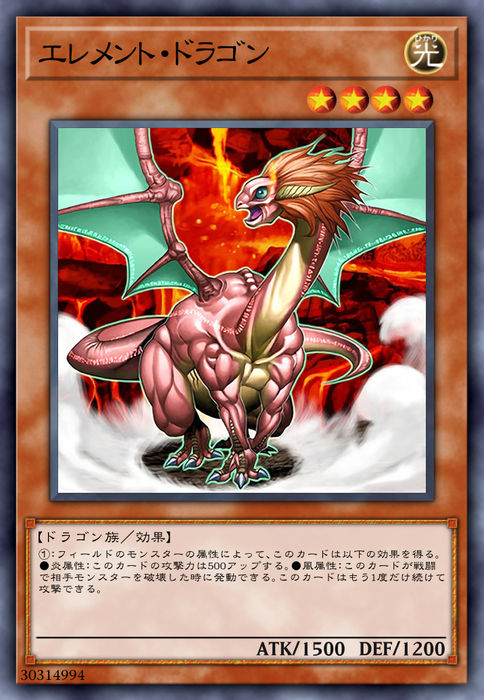 エレメント・ドラゴン
ひかり
光
【ドラゴン族／効果】
①：フィールドのモンスターの属性によって、このカードは以下の効果を得る。
●炎属性：このカードの攻撃力は500アップする。●風属性：このカードが戦闘
で相手モンスターを破壊した時に発動できる。このカードはもう1度だけ続けて
攻撃できる。
ATK/1500 DEF/1200
30314994